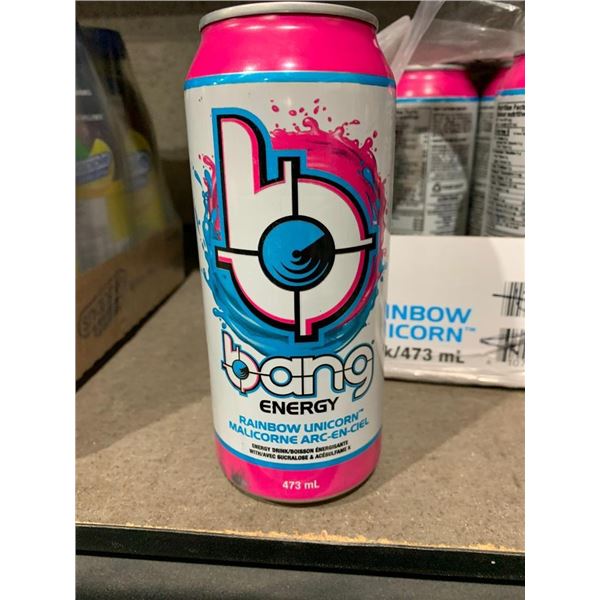 b
bang
ENERGY
RAINBOW UNICORN™
MALICORNE ARC-EN-CIEL
ENERGY DRINK/BOISSON ÉNERGISANTE
WITH/AVEC SUCRALOSE & ACÉSULFAME K
473 mL
INBOW
ICORN™
k/473 mL